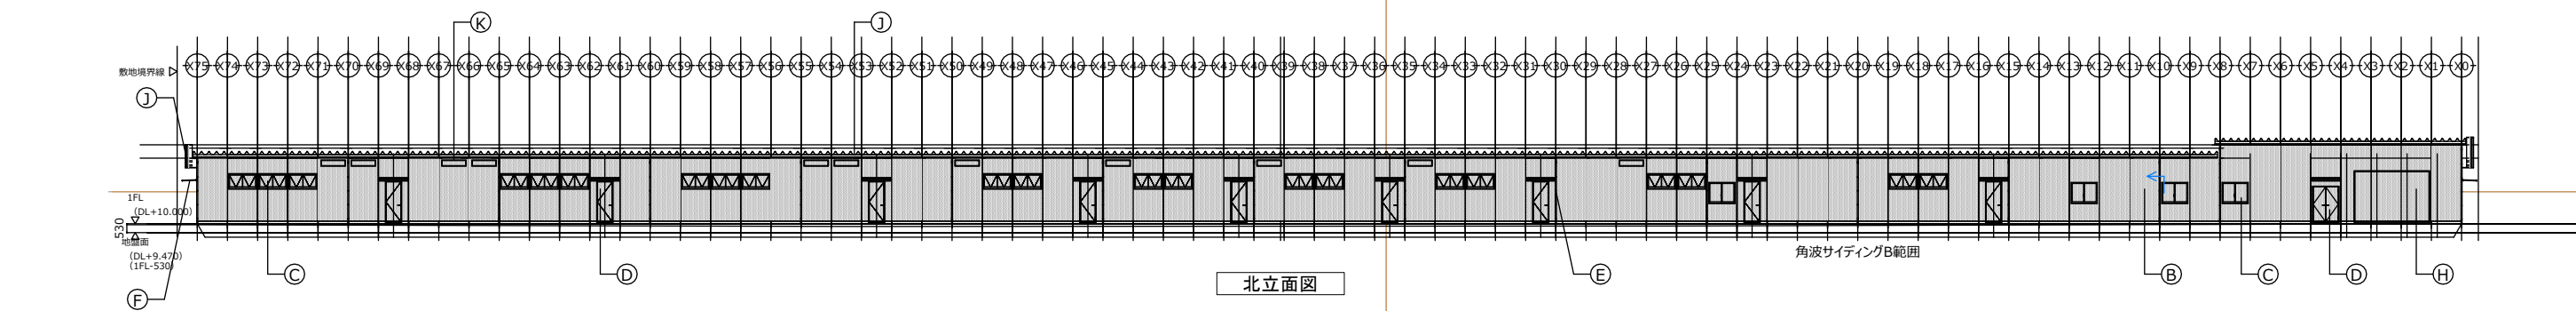 K
J
敷地境界線
X75 X74 X73 X72 X71 X70 X69 X68 X67 X66 X65 X64 X63 X62 X61 X60 X59 X58 X57 X56 X55 X54 X53 X52 X51 X50 X49 X48 X47 X46 X45 X44 X43 X42 X41 X40 X39 X38 X37 X36 X35 X34 X33 X32 X31 X30 X29 X28 X27 X26 X25 X24 X23 X22 X21 X20 X19 X18 X17 X16 X15 X14 X13 X12 X11 X10 X9 X8 X7 X6 X5 X4 X3 X2 X1 X0
J
1FL
(DL+10.000)
530
地盤面
(DL+9.470)
(1FL-530)
角波サイディングB範囲
C
D
E
B
C
D
H
北立面図
F